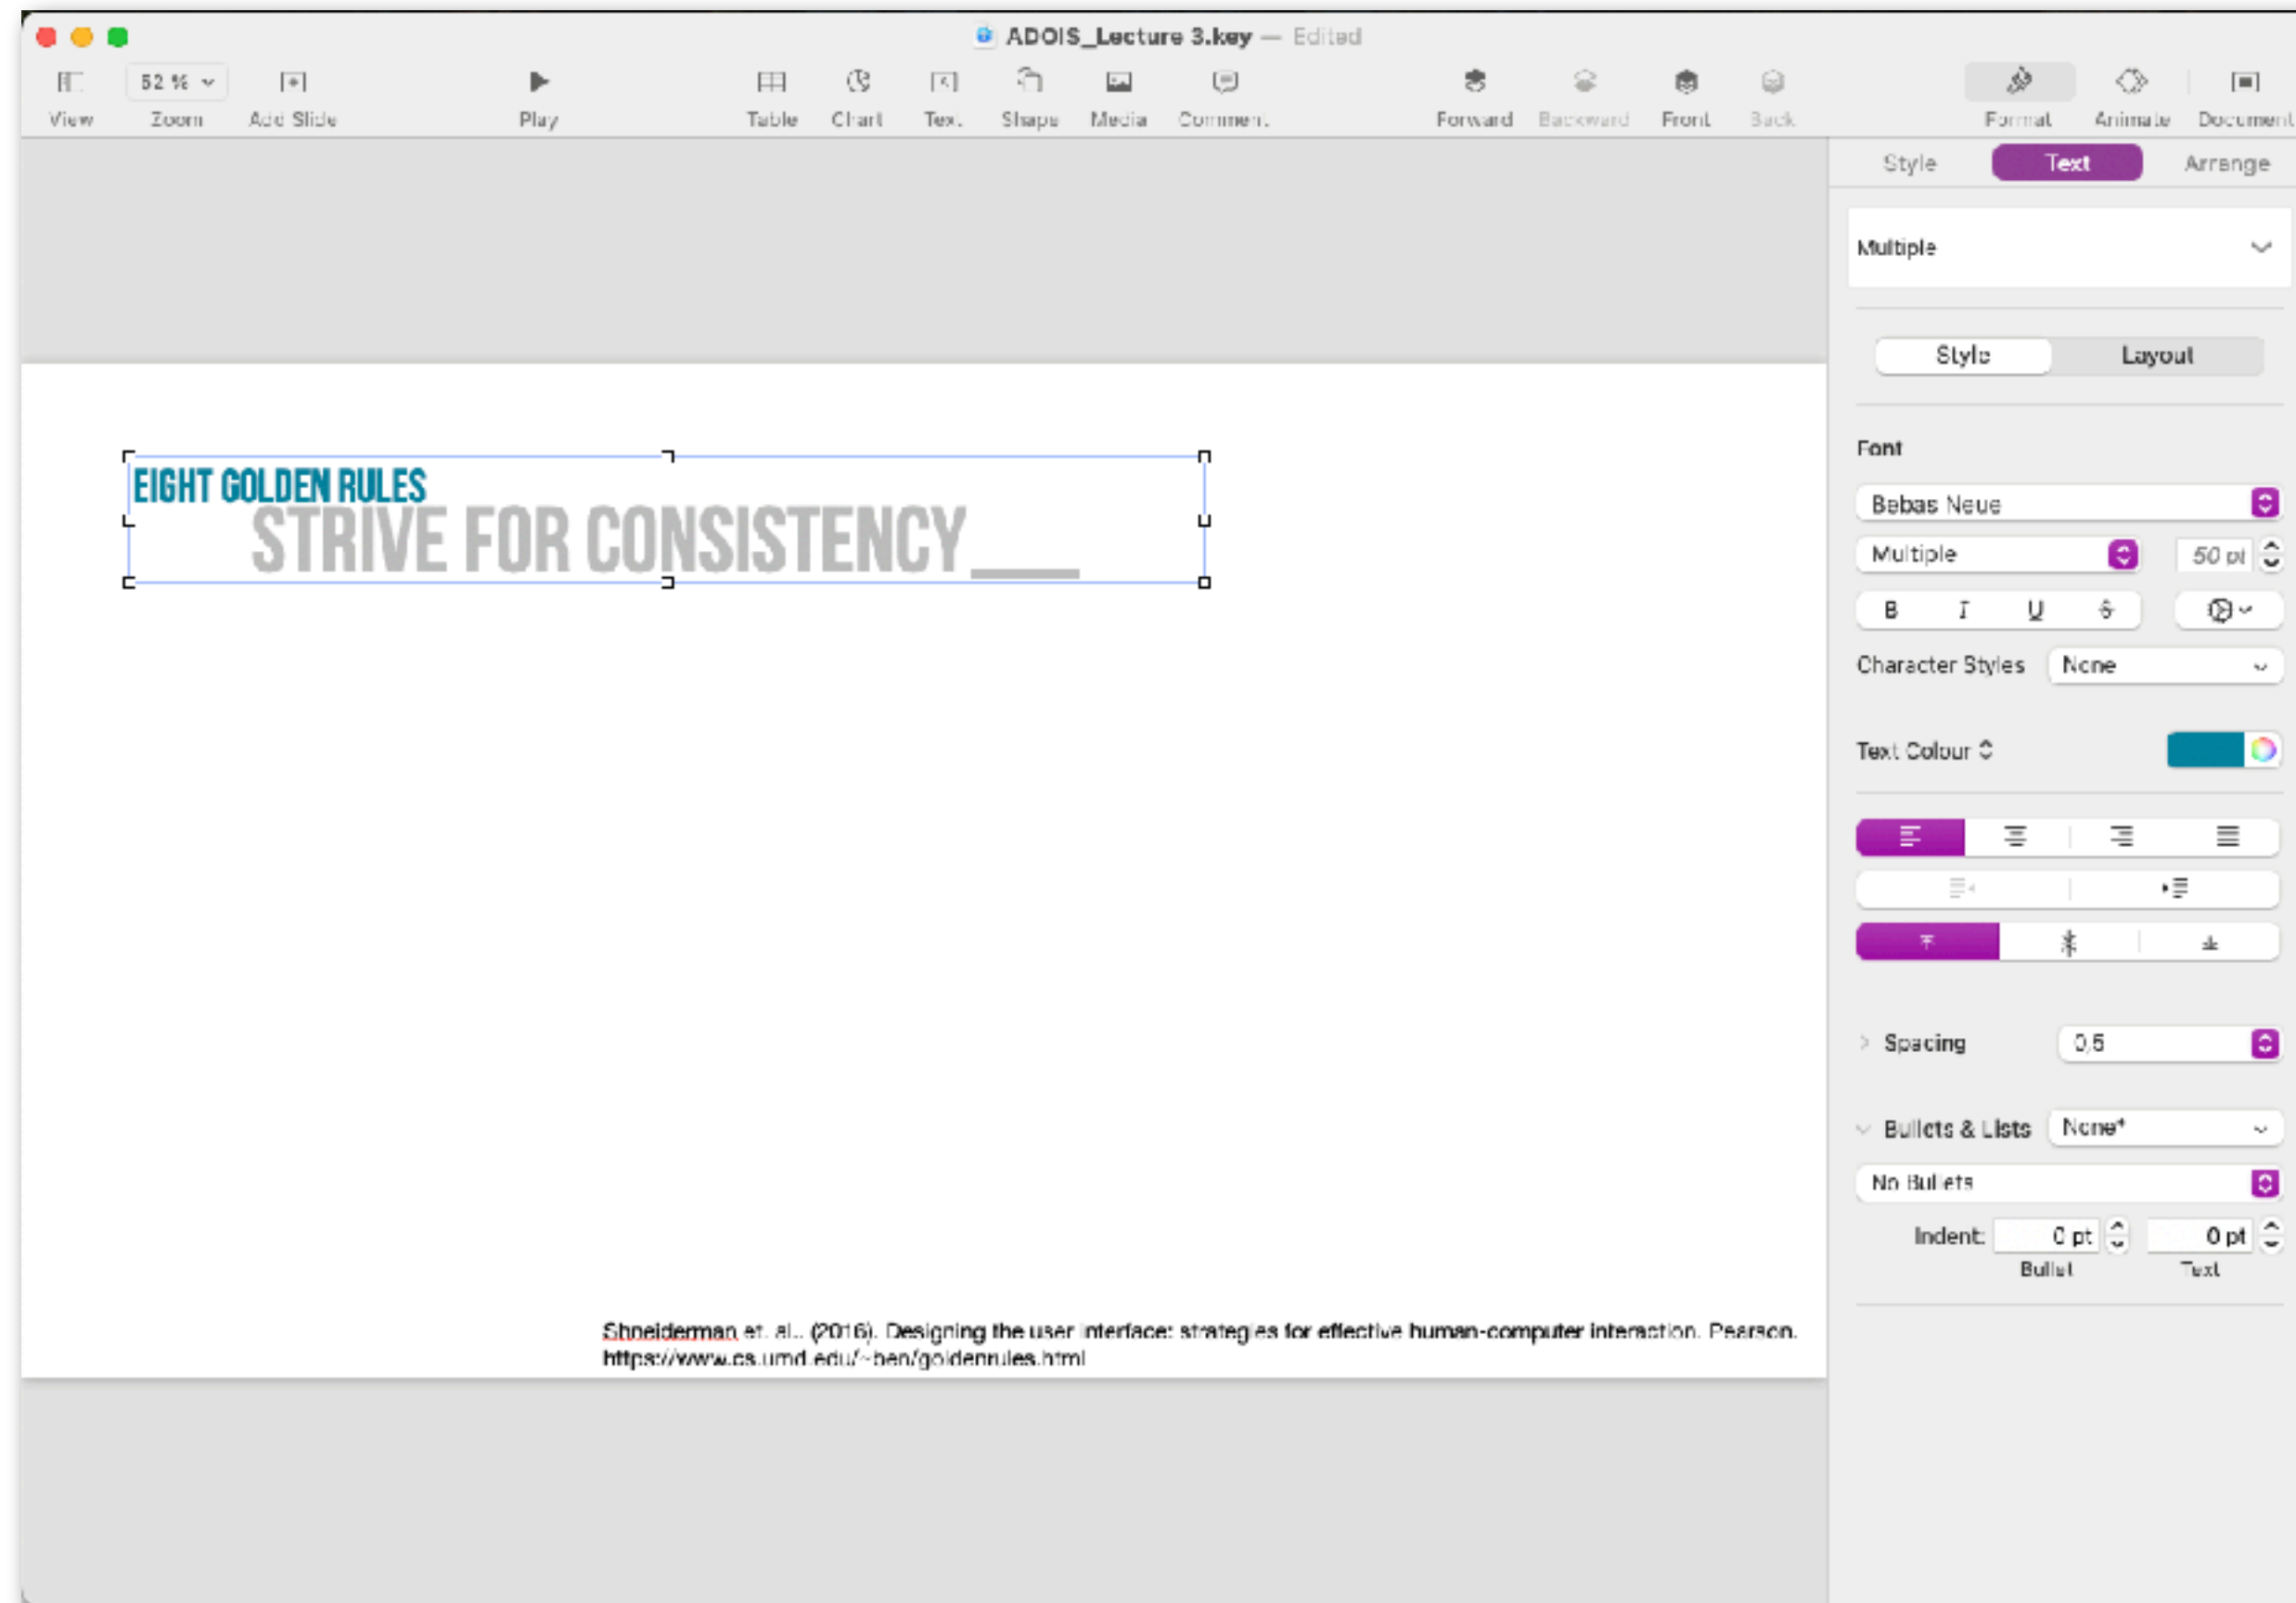 ADOIS_Lecture 3.key — Edited
52 %
View Zoom Add Slide Play Table Chart Text Shape Media Comment Forward Backward Front Back Format Animate Document
Style Text Arrange
Multiple
Style Layout
EIGHT GOLDEN RULES
STRIVE FOR CONSISTENCY___
Font
Bebas Neue
Multiple 50 pt
B I U S
Character Styles None
Text Colour
Spacing 0,5
Bullets & Lists None*
No Bullets
Indent: 0 pt 0 pt
Bullet Text
Shneiderman et. al.. (2016). Designing the user interface: strategies for effective human-computer interaction. Pearson.
https://www.cs.umd.edu/~ben/goldenrules.html